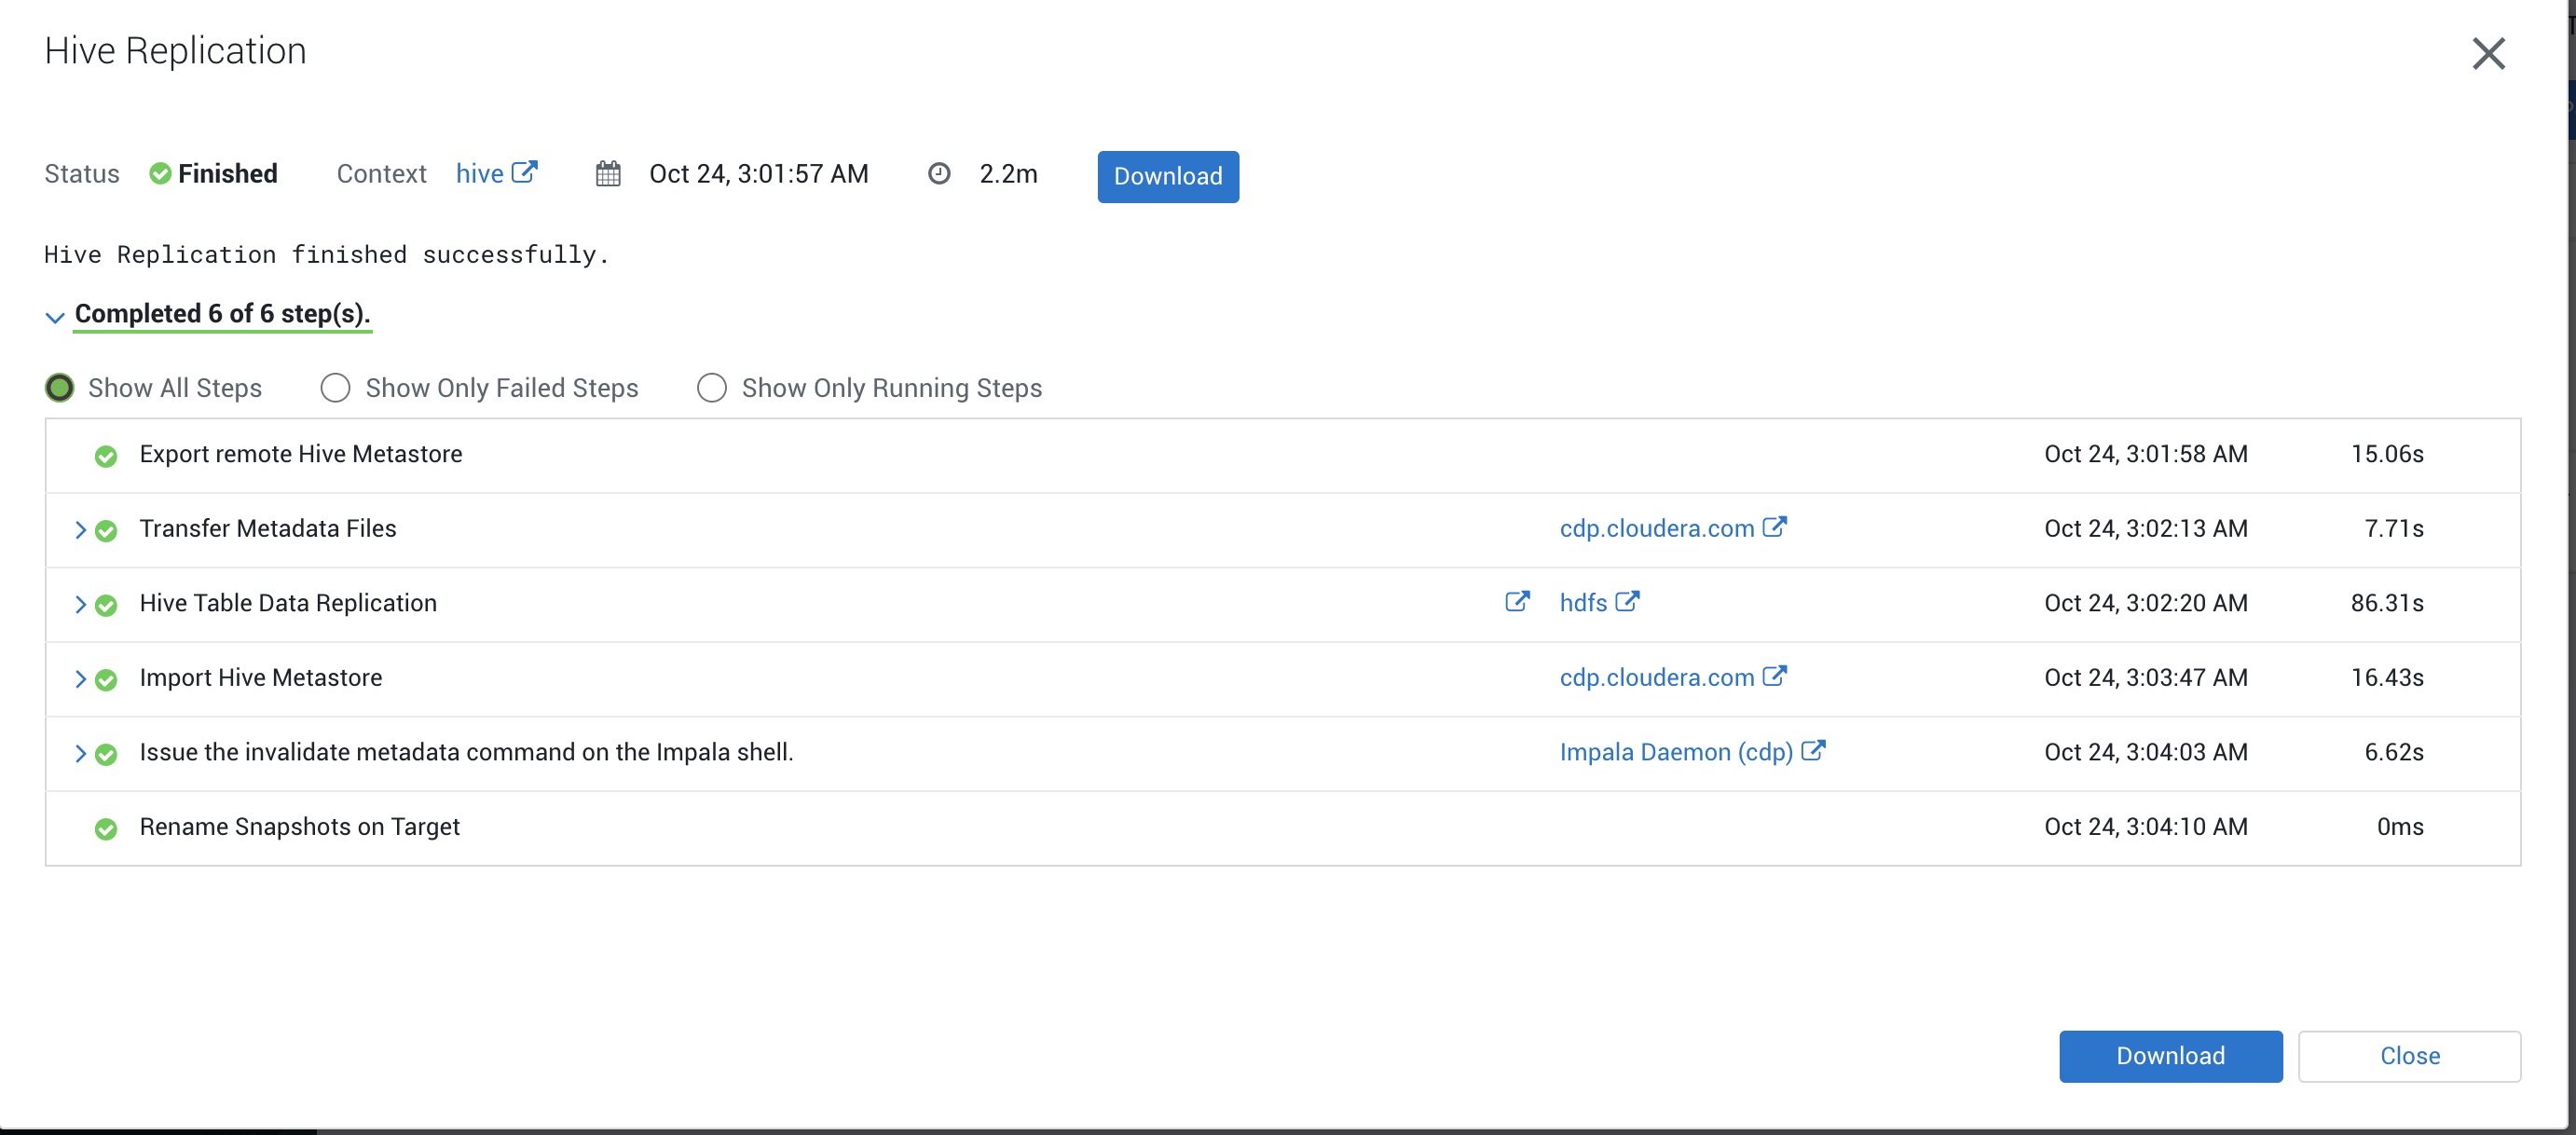 Hive Replication
Status Finished Context hive Oct 24, 3:01:57 AM 2.2m Download
Hive Replication finished successfully.
Completed 6 of 6 step(s).
Show All Steps Show Only Failed Steps Show Only Running Steps
Export remote Hive Metastore Oct 24, 3:01:58 AM 15.06s
Transfer Metadata Files cdp.cloudera.com Oct 24, 3:02:13 AM 7.71s
Hive Table Data Replication hdfs Oct 24, 3:02:20 AM 86.31s
Import Hive Metastore cdp.cloudera.com Oct 24, 3:03:47 AM 16.43s
Issue the invalidate metadata command on the Impala shell. Impala Daemon (cdp) Oct 24, 3:04:03 AM 6.62s
Rename Snapshots on Target Oct 24, 3:04:10 AM 0ms
Download Close